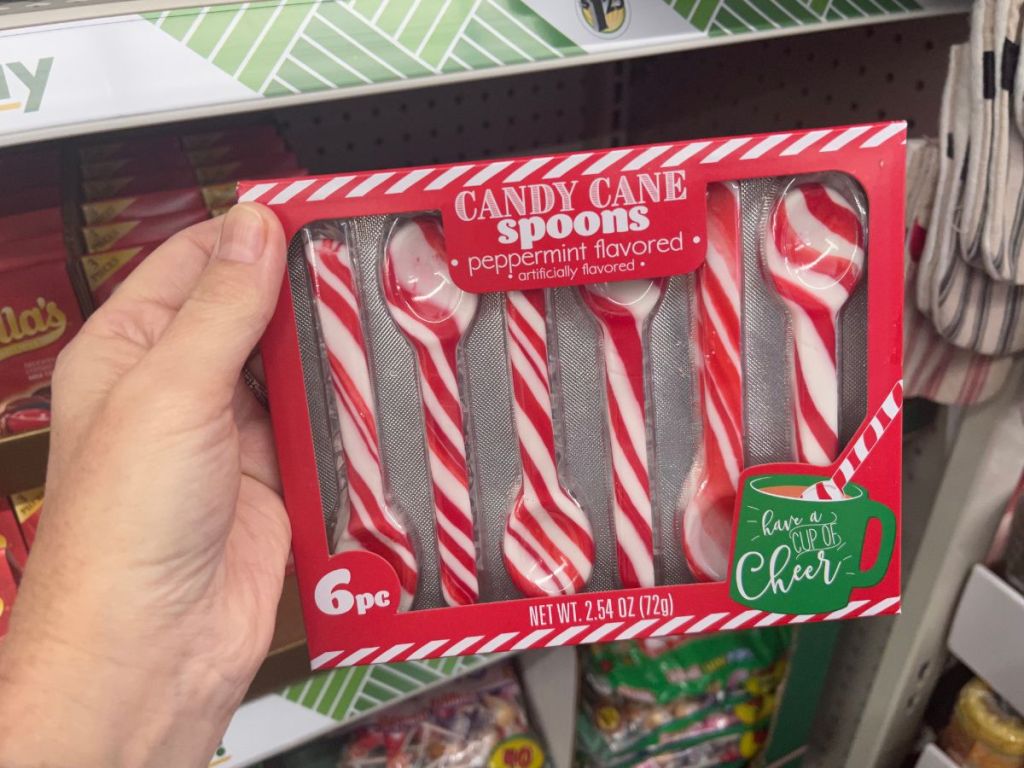 CANDY CANE
spoons
• peppermint flavored •
• artificially flavored •
have a
CUP OF
Cheer
6pc
NET WT. 2.54 OZ (72g)